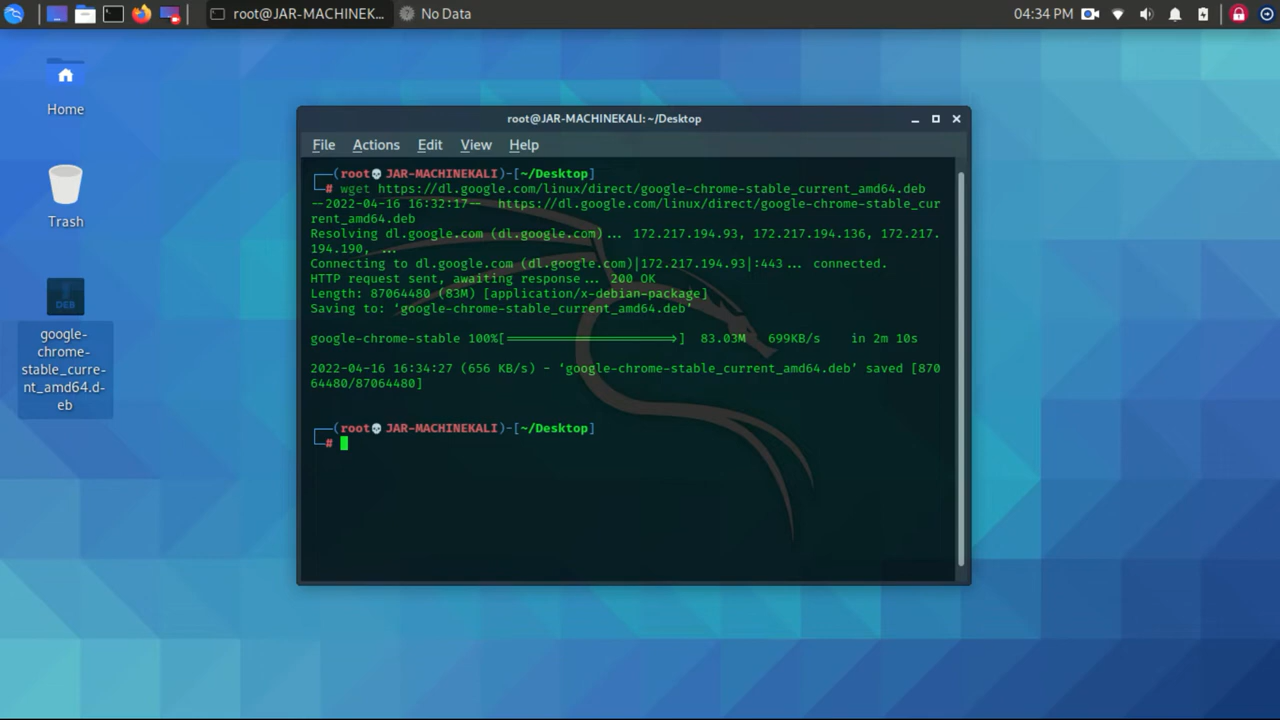 root@JAR-MACHINEK...
No Data
04:34 PM
Home
Trash
DEB
google-
chrome-
stable_curre-
nt_amd64.d-
eb
root@JAR-MACHINEKALI: ~/Desktop
File Actions Edit View Help
┌──(root💀JAR-MACHINEKALI)-[~/Desktop]
└─# wget https://dl.google.com/linux/direct/google-chrome-stable_current_amd64.deb
--2022-04-16 16:32:17-- https://dl.google.com/linux/direct/google-chrome-stable_cur
rent_amd64.deb
Resolving dl.google.com (dl.google.com)... 172.217.194.93, 172.217.194.136, 172.217.
194.190, ...
Connecting to dl.google.com (dl.google.com)|172.217.194.93|:443... connected.
HTTP request sent, awaiting response... 200 OK
Length: 87064480 (83M) [application/x-debian-package]
Saving to: ‘google-chrome-stable_current_amd64.deb’
google-chrome-stable 100%[======================>] 83.03M 699KB/s in 2m 10s
2022-04-16 16:34:27 (656 KB/s) - ‘google-chrome-stable_current_amd64.deb’ saved [870
64480/87064480]
┌──(root💀JAR-MACHINEKALI)-[~/Desktop]
└─#